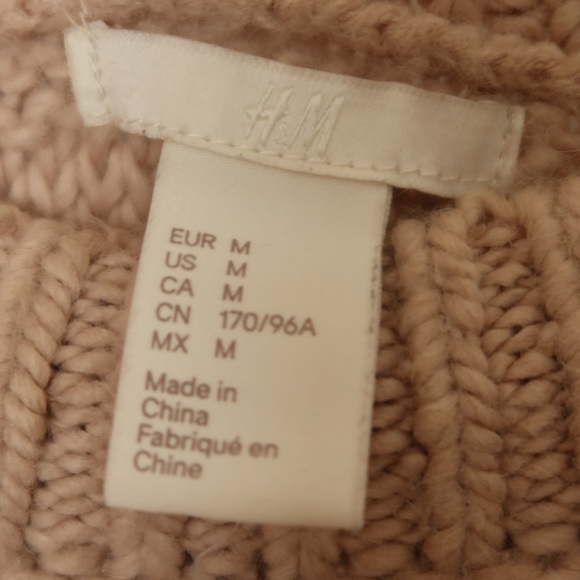 H&M
EUR M
US M
CA M
CN 170/96A
MX M
Made in
China
Fabriqué en
Chine